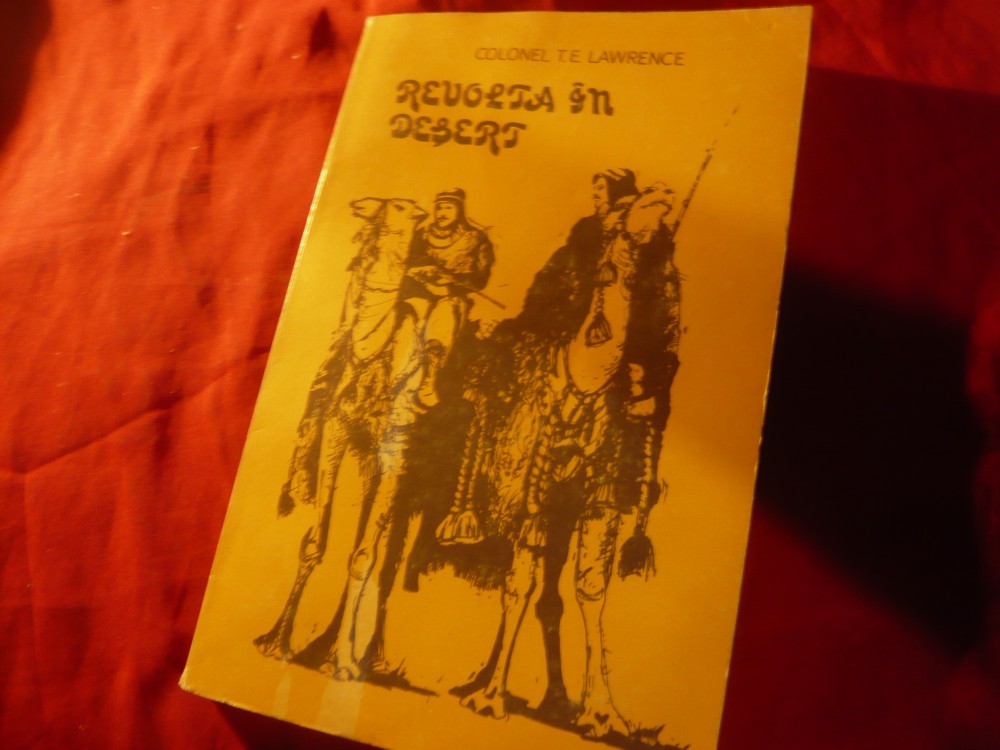 COLONEL T.E. LAWRENCE
REVOLTA ÎN
DEȘERT